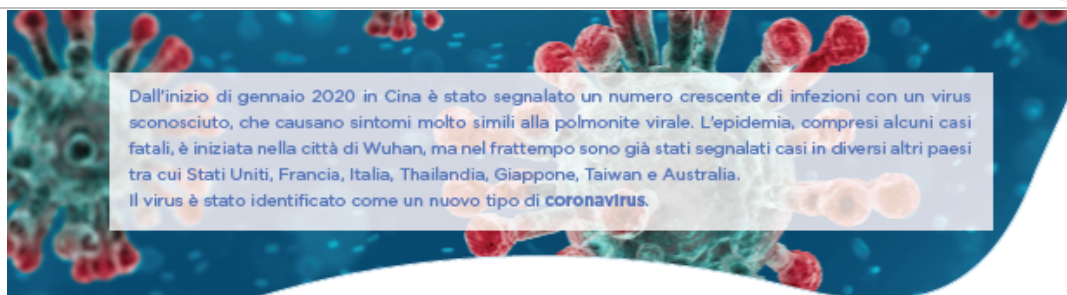 Dall'inizio di gennaio 2020 in Cina è stato segnalato un numero crescente di infezioni con un virus
sconosciuto, che causano sintomi molto simili alla polmonite virale. L'epidemia, compresi alcuni casi
fatali, è iniziata nella città di Wuhan, ma nel frattempo sono già stati segnalati casi in diversi altri paesi
tra cui Stati Uniti, Francia, Italia, Thailandia, Giappone, Taiwan e Australia.
Il virus è stato identificato come un nuovo tipo di coronavirus.